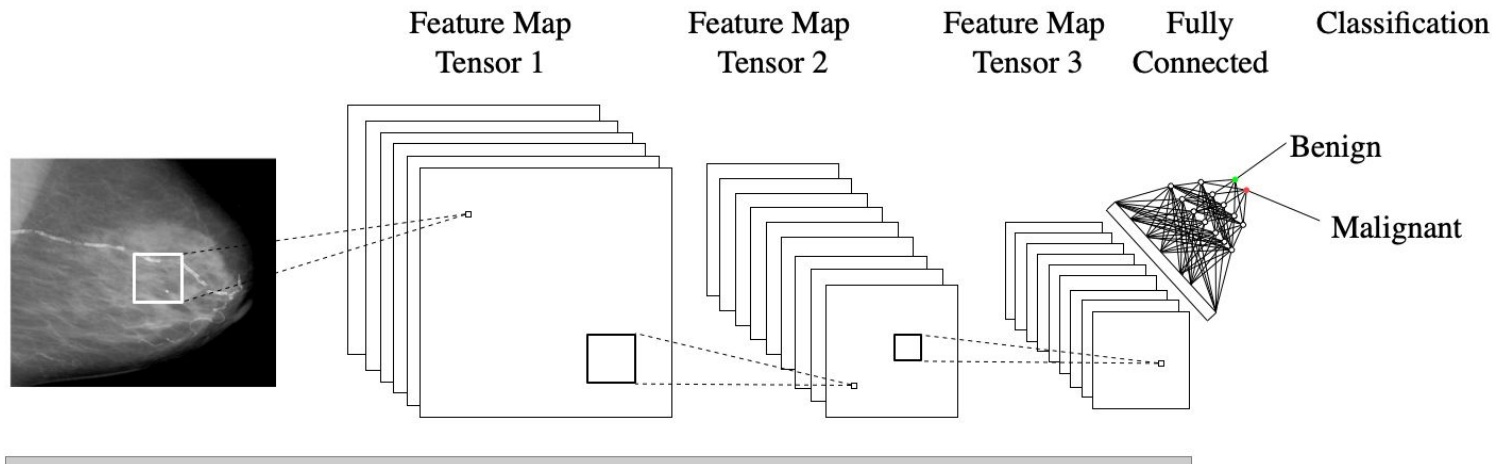 Feature Map
Tensor 1
Feature Map
Tensor 2
Feature Map
Tensor 3
Fully
Connected
Classification
Benign
Malignant